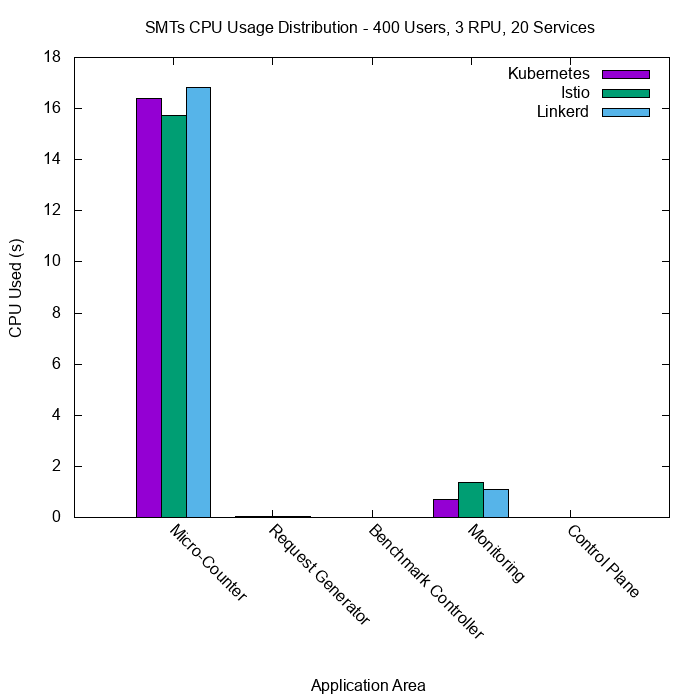 SMTs CPU Usage Distribution - 400 Users, 3 RPU, 20 Services
Kubernetes
Istio
Linkerd
CPU Used (s)
18
16
14
12
10
8
6
4
2
0
Micro-Counter
Request Generator
Benchmark Controller
Monitoring
Control Plane
Application Area